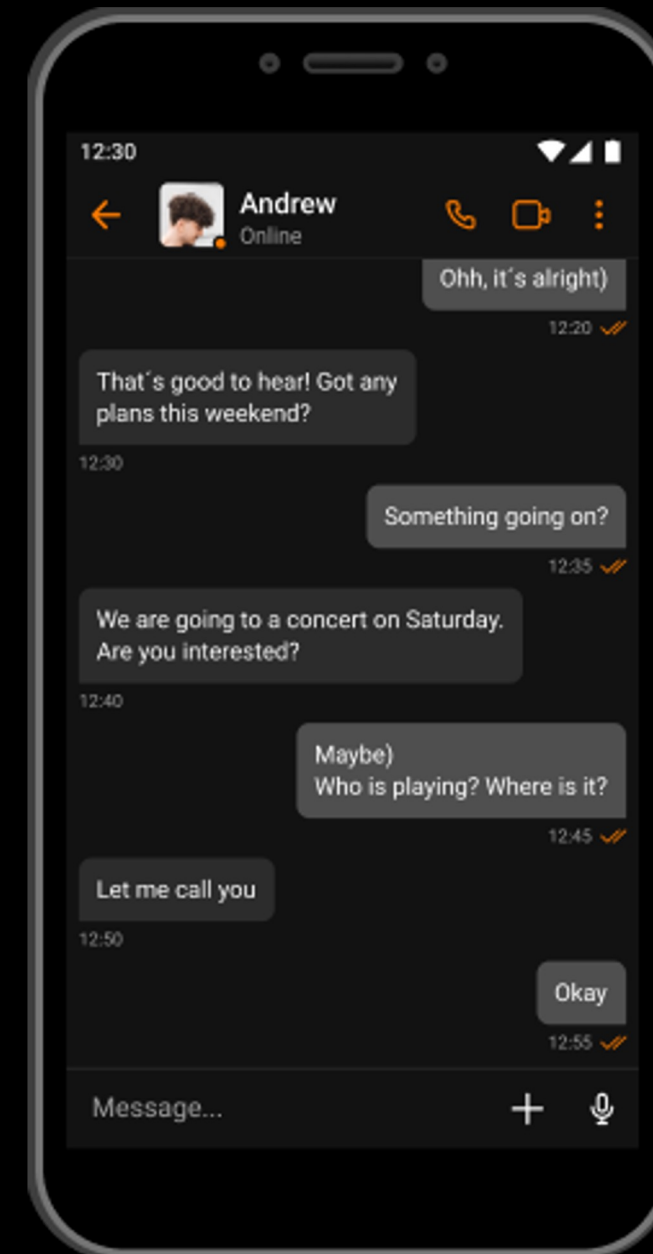 12:30
Andrew
Online
Ohh, it´s alright)
12:20
That´s good to hear! Got any
plans this weekend?
12:30
Something going on?
12:35
We are going to a concert on Saturday.
Are you interested?
12:40
Maybe)
Who is playing? Where is it?
12:45
Let me call you
12:50
Okay
12:55
Message...